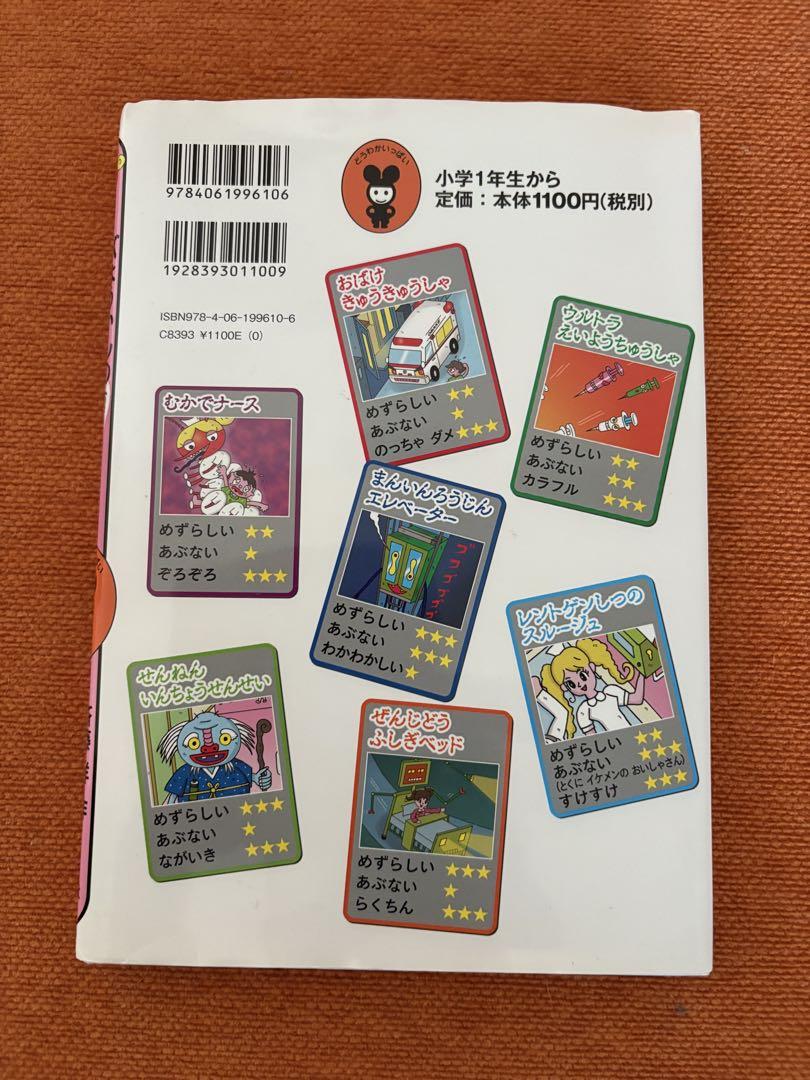 9784061996106
1928393011009
ISBN978-4-06-199610-6
C8393 ¥1100E (0)
どうわがいっぱい
小学1年生から
定価：本体1100円(税別)
おばけ
きゅうきゅうしゃ
めずらしい ★★
あぶない ★
のっちゃ ダメ ★★★
ウルトラ
えいようちゅうしゃ
めずらしい ★★
あぶない ★★
カラフル ★★★
むかでナース
めずらしい ★★
あぶない ★
ぞろぞろ ★★★
まんいんろうじん
エレベーター
ゴゴゴゴゴゴ
めずらしい ★★★
あぶない ★★★
わかわかしい ★
レントゲンしつの
スルージュ
めずらしい ★★
あぶない ★★★
(とくに イケメンの おいしゃさん)
すけすけ ★★★
せんねん
いんちょうせんせい
めずらしい ★★★
あぶない ★
ながいき ★★★
ぜんじどう
ふしぎベッド
めずらしい ★★★
あぶない ★
らくちん ★★★